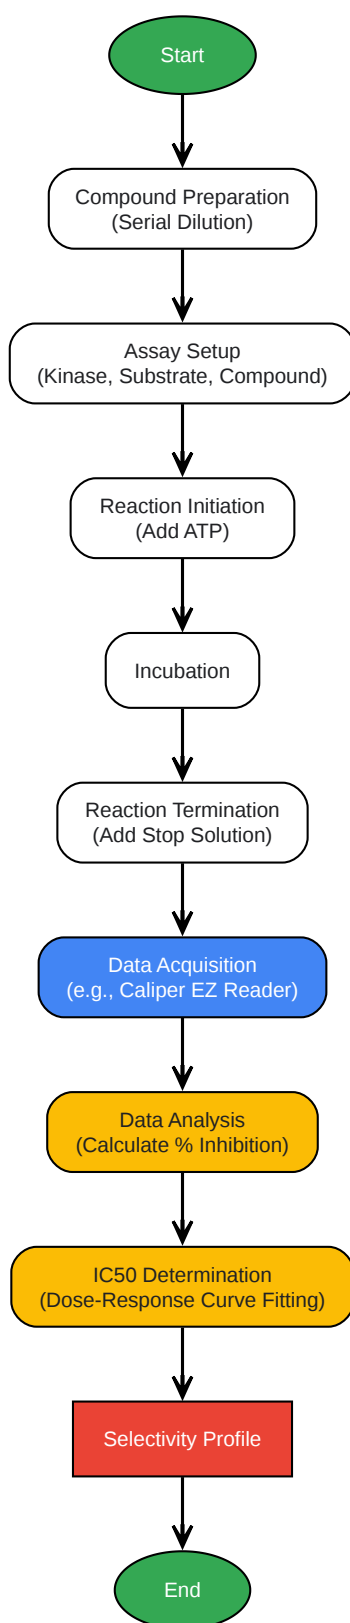 Start
Compound Preparation
(Serial Dilution)
Assay Setup
(Kinase, Substrate, Compound)
Reaction Initiation
(Add ATP)
Incubation
Reaction Termination
(Add Stop Solution)
Data Acquisition
(e.g., Caliper EZ Reader)
Data Analysis
(Calculate % Inhibition)
IC50 Determination
(Dose-Response Curve Fitting)
Selectivity Profile
End